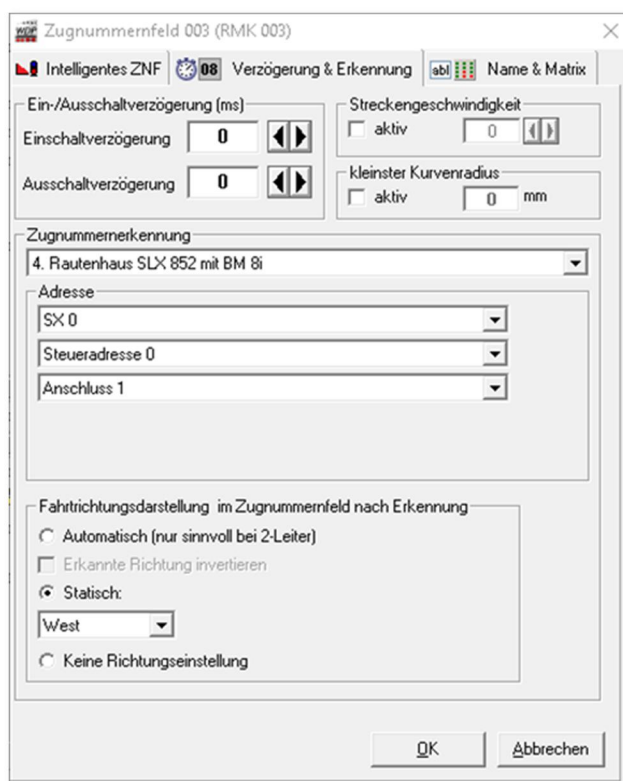 Zugnummernfeld 003 (RMK 003)
Intelligentes ZNF
08 Verzögerung & Erkennung
abl Name & Matrix
Ein-/Ausschaltverzögerung (ms)
Einschaltverzögerung 0
Ausschaltverzögerung 0
Streckengeschwindigkeit
aktiv 0
kleinster Kurvenradius
aktiv 0 mm
Zugnummernerkennung
4. Rautenhaus SLX 852 mit BM 8i
Adresse
SX 0
Steueradresse 0
Anschluss 1
Fahrtrichtungsdarstellung im Zugnummernfeld nach Erkennung
Automatisch (nur sinnvoll bei 2-Leiter)
Erkannte Richtung invertieren
Statisch:
West
Keine Richtungseinstellung
OK
Abbrechen